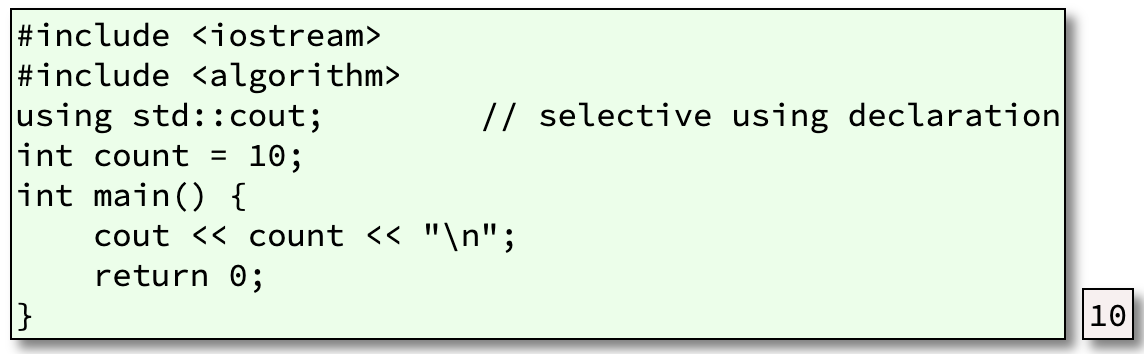 #include <iostream>
#include <algorithm>
using std::cout;        // selective using declaration
int count = 10;
int main() {
    cout << count << "\n";
    return 0;
}
10